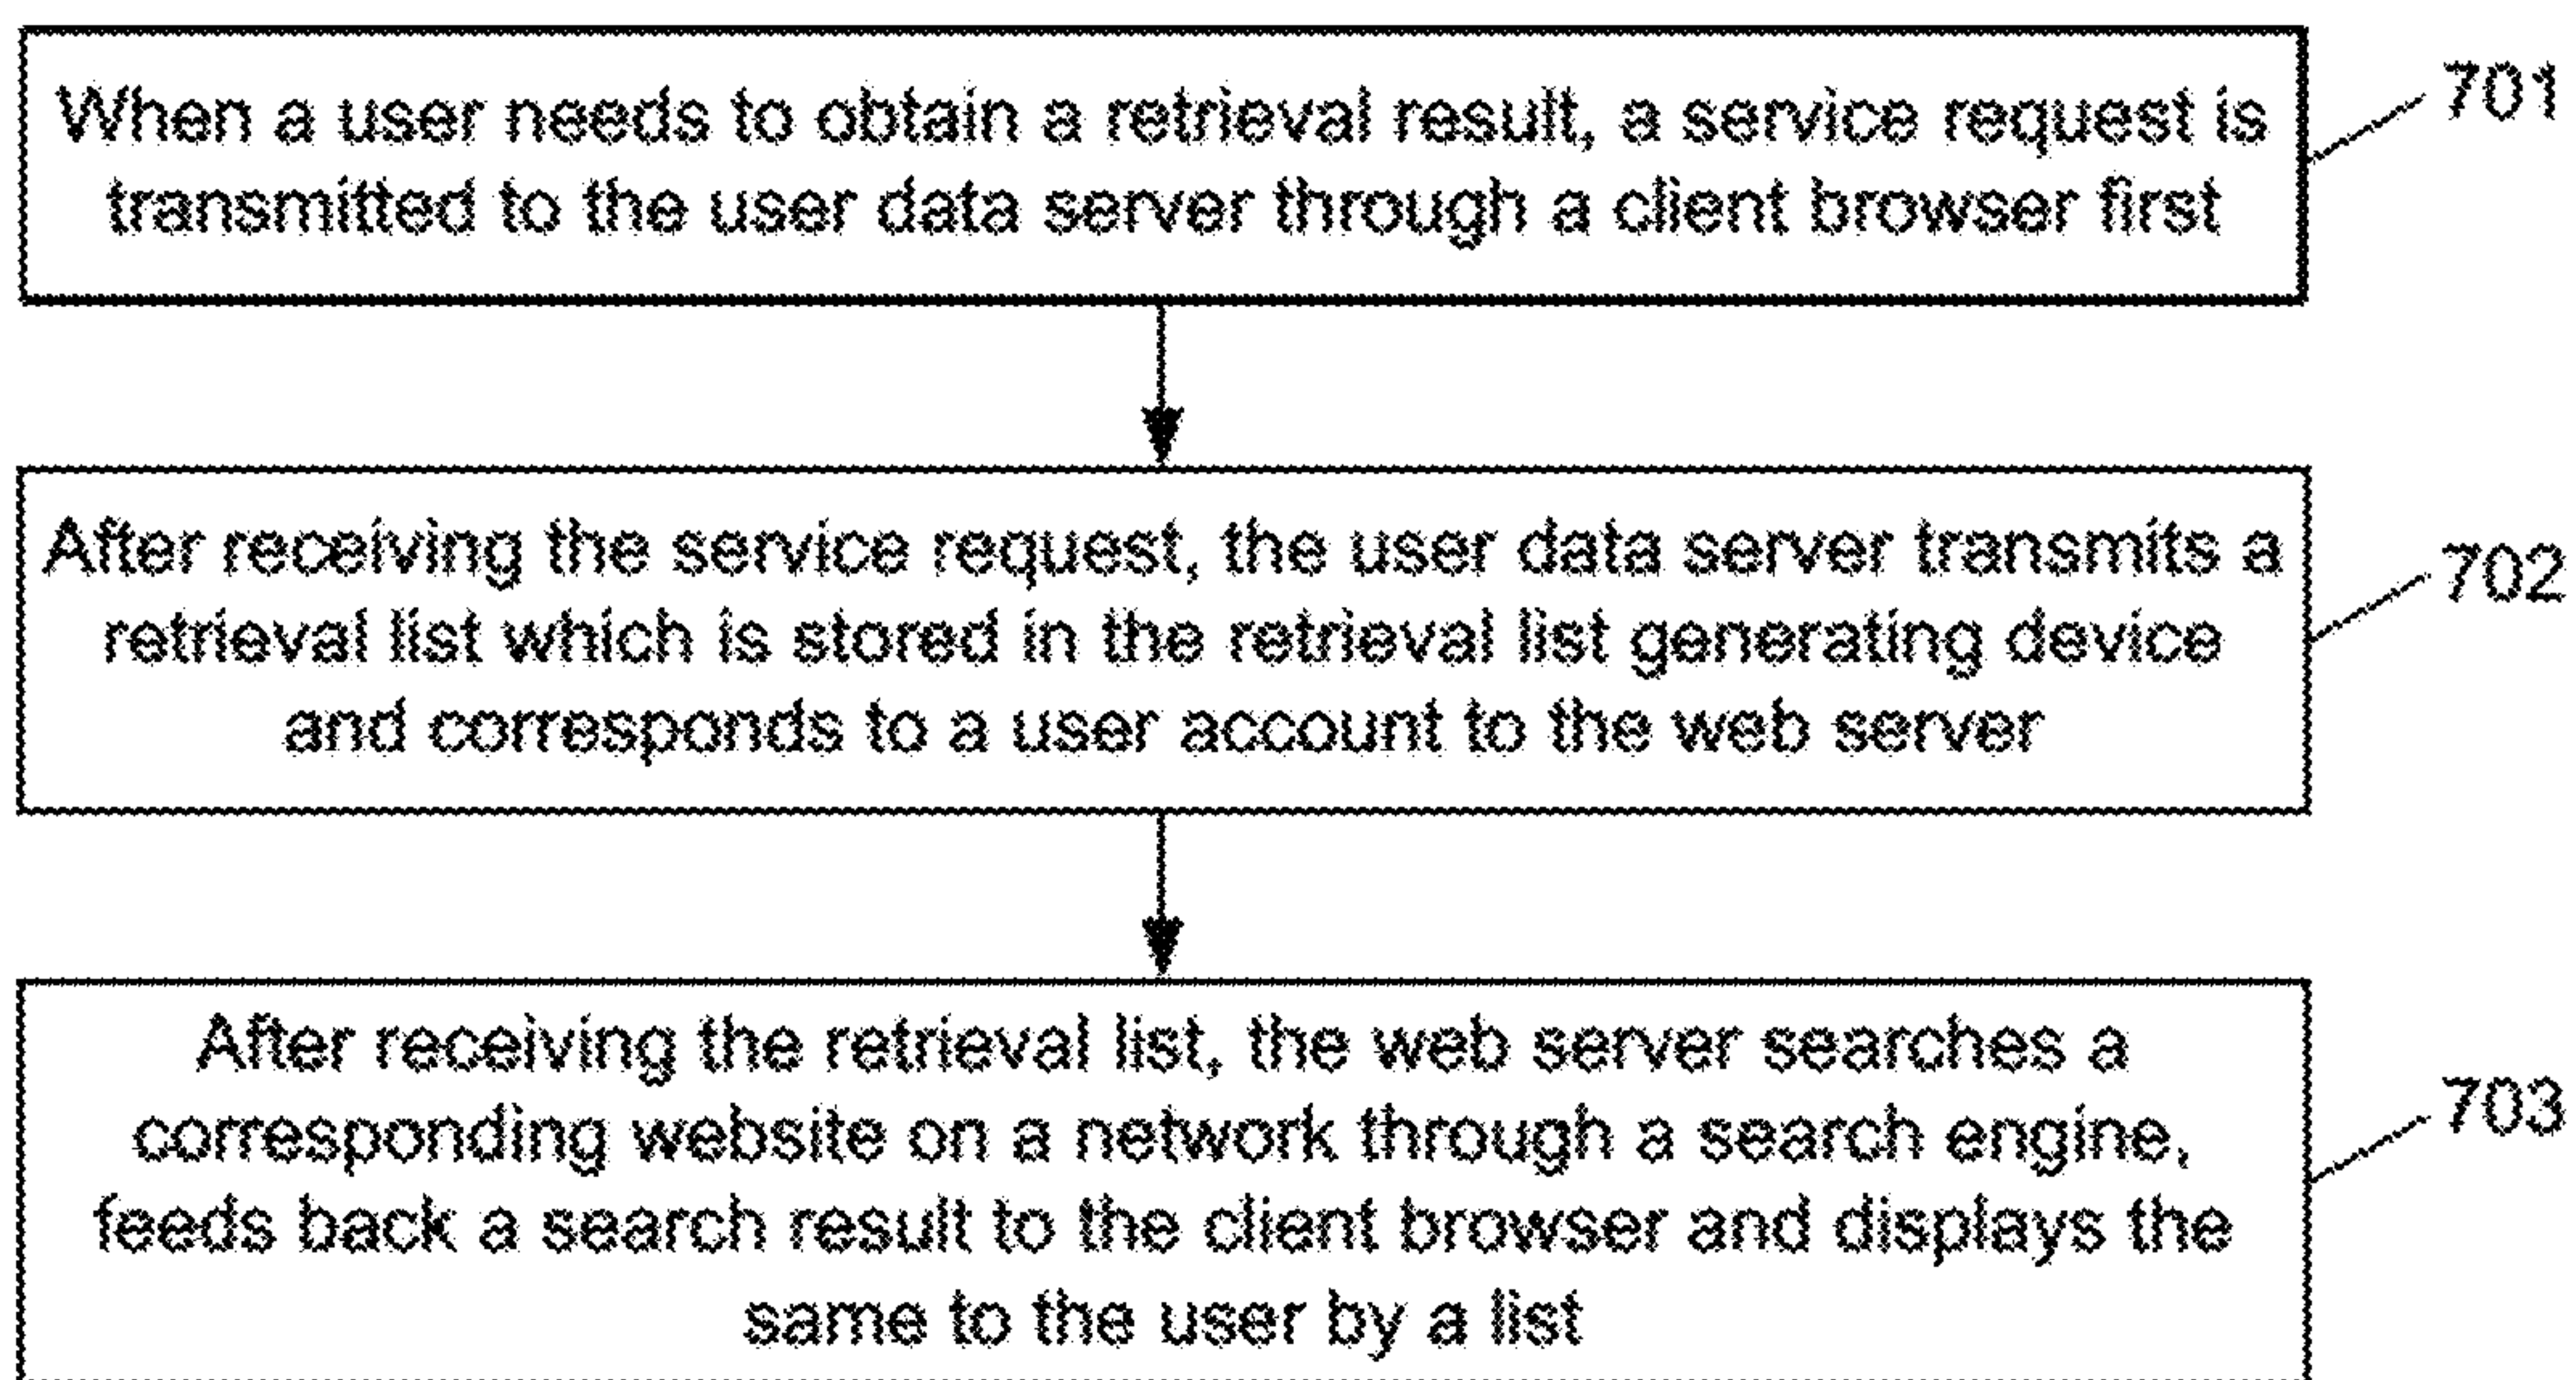 When a user needs to obtain a retrieval result, a service request is
transmitted to the user data server through a client browser first
701
After receiving the service request, the user data server transmits a
retrieval list which is stored in the retrieval list generating device
and corresponds to a user account to the web server
702
After receiving the retrieval list, the web server searches a
corresponding website on a network through a search engine,
feeds back a search result to the client browser and displays the
same to the user by a list
703